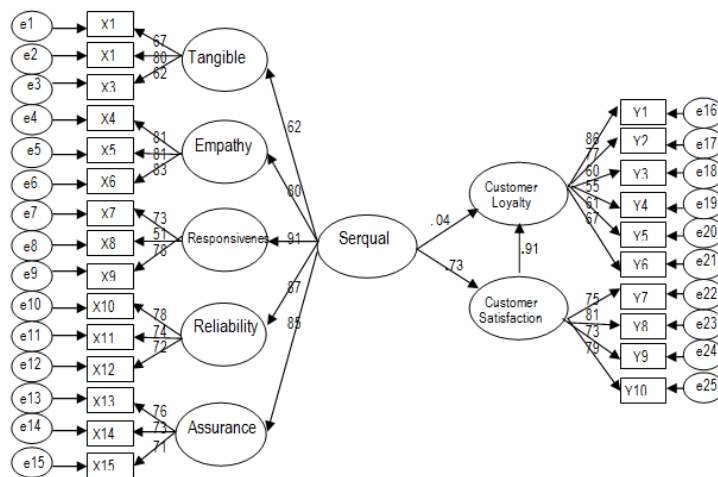 e1 X1
67
e2 X1
80
e3 X3
62
Tangible
e4 X4
81
e5 X5
81
e6 X6
83
Empathy
e7 X7
73
e8 X8
51
e9 X9
78
Responsivenes
e10 X10
78
e11 X11
74
e12 X12
72
Reliability
e13 X13
76
e14 X14
73
e15 X15
71
Assurance
62
80
91
87
85
Serqual
.04
.73
.91
Customer
Loyalty
Customer
Satisfaction
86
77
60
55
61
67
75
81
73
79
Y1 e16
Y2 e17
Y3 e18
Y4 e19
Y5 e20
Y6 e21
Y7 e22
Y8 e23
Y9 e24
Y10 e25